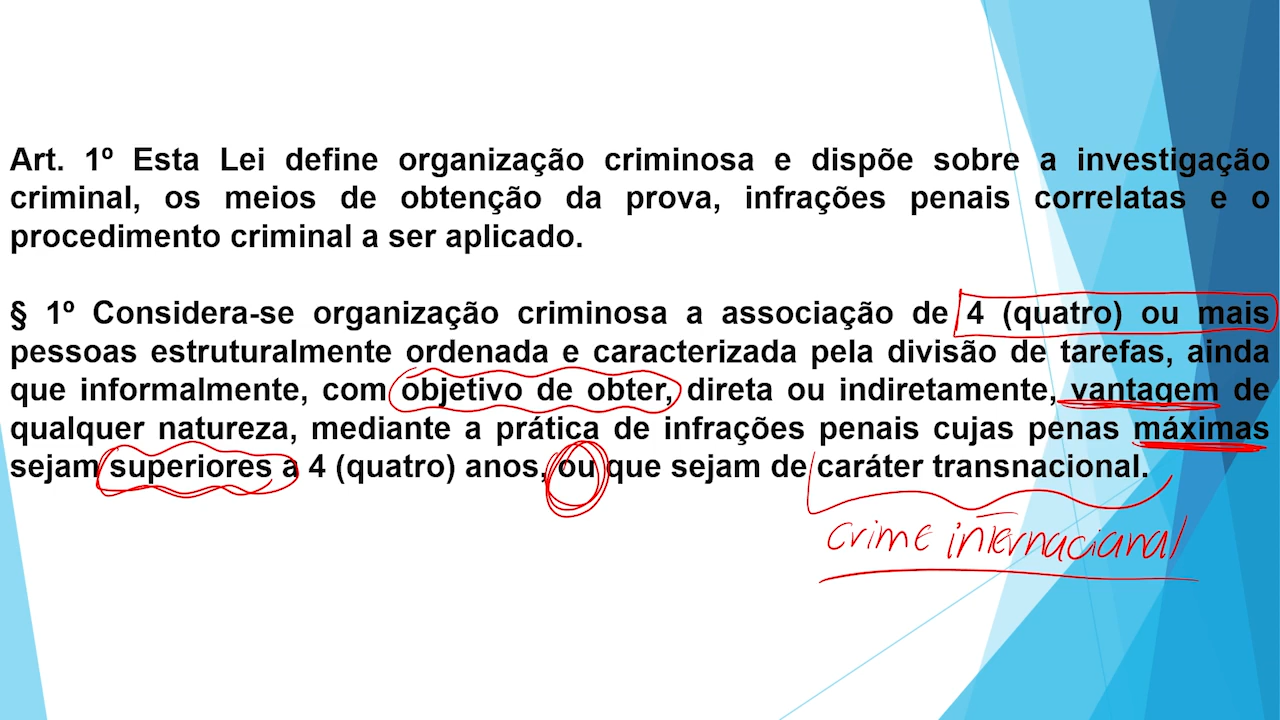 Art. 1º Esta Lei define organização criminosa e dispõe sobre a investigação
criminal, os meios de obtenção da prova, infrações penais correlatas e o
procedimento criminal a ser aplicado.
§ 1º Considera-se organização criminosa a associação de 4 (quatro) ou mais
pessoas estruturalmente ordenada e caracterizada pela divisão de tarefas, ainda
que informalmente, com objetivo de obter, direta ou indiretamente, vantagem de
qualquer natureza, mediante a prática de infrações penais cujas penas máximas
sejam superiores a 4 (quatro) anos, ou que sejam de caráter transnacional.
crime internacional